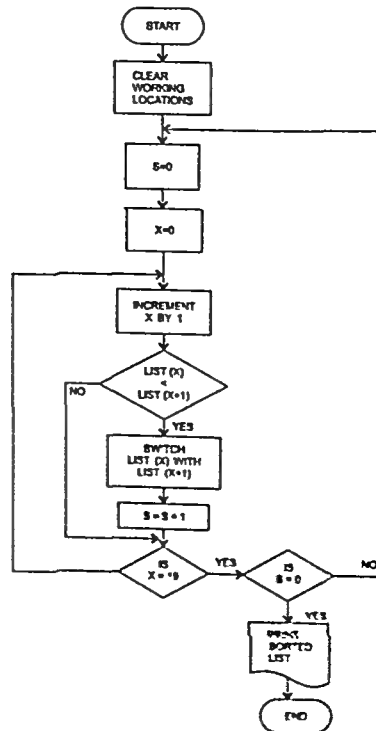 START
CLEAR
WORKING
LOCATIONS
S=0
X=0
INCREMENT
X BY 1
LIST (X)
<
LIST (X+1)
NO
YES
SWITCH
LIST (X) WITH
LIST (X+1)
S = S + 1
IS
X =
YES
IS
S = 0
NO
YES
PRINT
SORTED
LIST
END